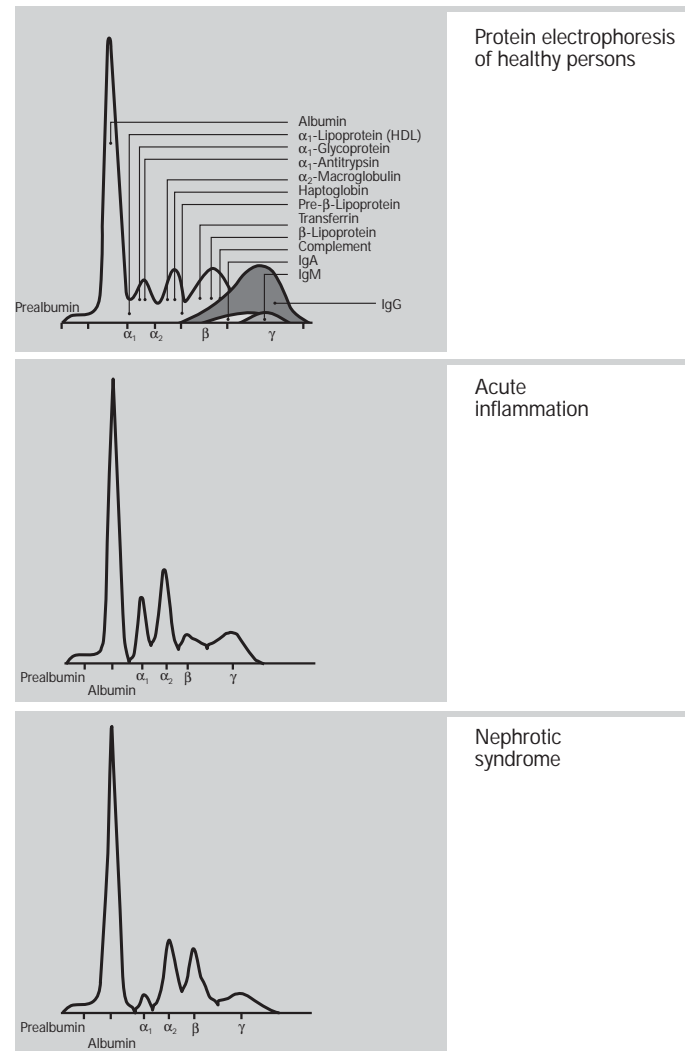 Protein electrophoresis
of healthy persons
Albumin
α₁-Lipoprotein (HDL)
α₁-Glycoprotein
α₁-Antitrypsin
α₂-Macroglobulin
Haptoglobin
Pre-β-Lipoprotein
Transferrin
β-Lipoprotein
Complement
IgA
IgM
IgG
Prealbumin
α₁ α₂ β γ
Acute
inflammation
Prealbumin α₁ α₂ β γ
Albumin
Nephrotic
syndrome
Prealbumin α₁ α₂ β γ
Albumin